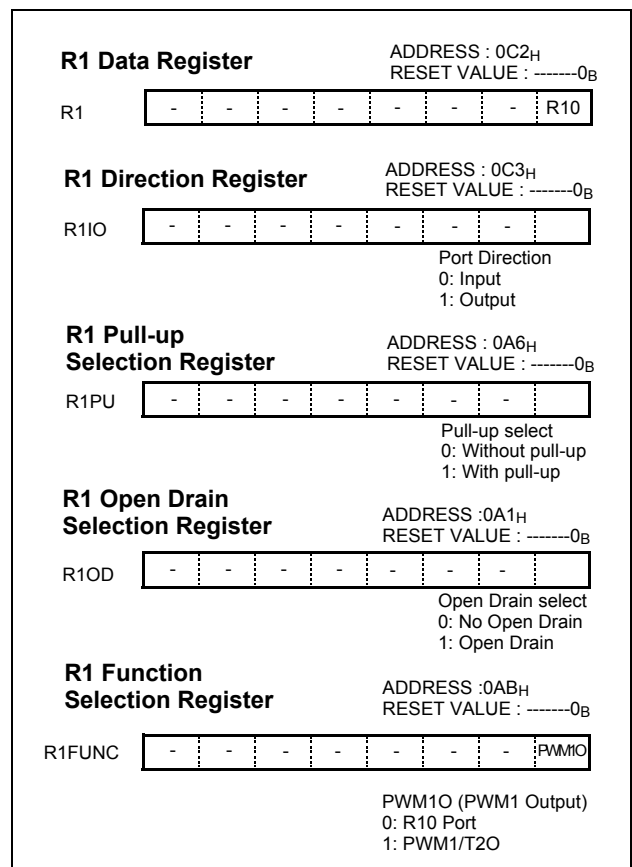 R1 Data Register
ADDRESS : 0C2H
RESET VALUE : -------0B
R1 - - - - - - - R10
R1 Direction Register
ADDRESS : 0C3H
RESET VALUE : -------0B
R1IO - - - - - - -
Port Direction
0: Input
1: Output
R1 Pull-up
Selection Register
ADDRESS : 0A6H
RESET VALUE : -------0B
R1PU - - - - - - -
Pull-up select
0: Without pull-up
1: With pull-up
R1 Open Drain
Selection Register
ADDRESS :0A1H
RESET VALUE : -------0B
R1OD - - - - - - -
Open Drain select
0: No Open Drain
1: Open Drain
R1 Function
Selection Register
ADDRESS :0ABH
RESET VALUE : -------0B
R1FUNC - - - - - - - PWM1O
PWM1O (PWM1 Output)
0: R10 Port
1: PWM1/T2O